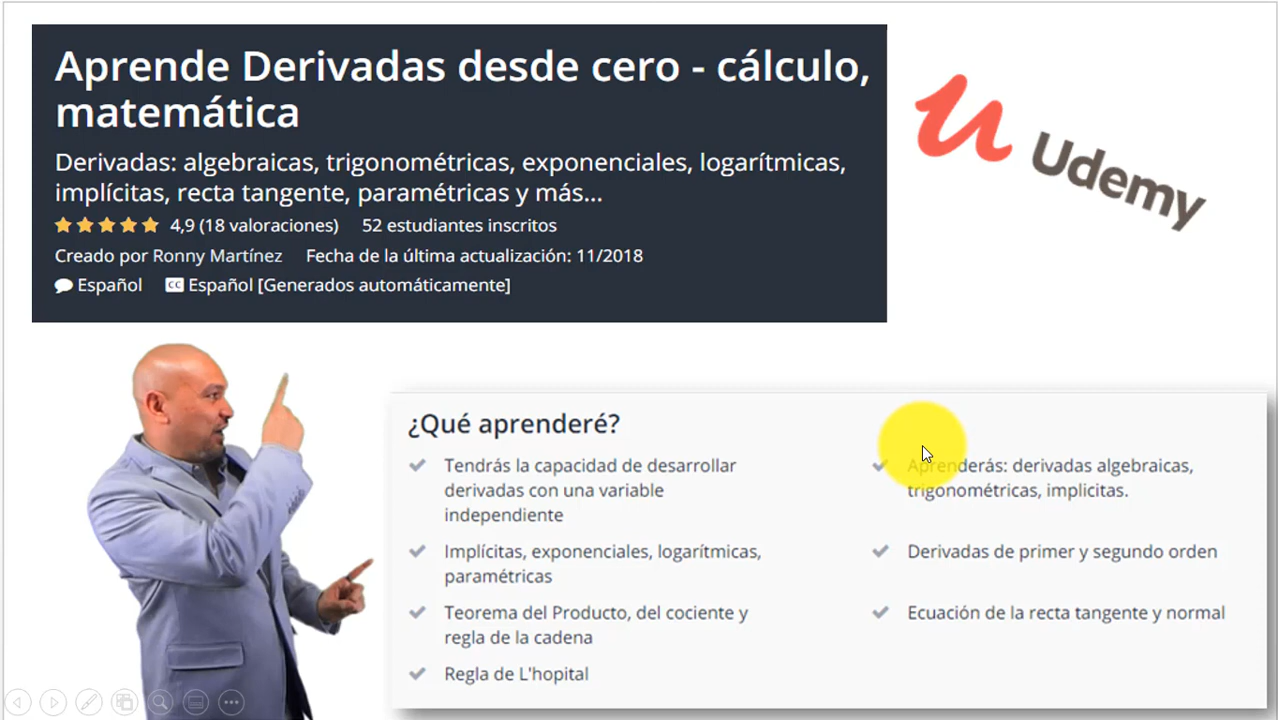 Aprende Derivadas desde cero - cálculo,
matemática
Derivadas: algebraicas, trigonométricas, exponenciales, logarítmicas,
implícitas, recta tangente, paramétricas y más...
4,9 (18 valoraciones) 52 estudiantes inscritos
Creado por Ronny Martínez Fecha de la última actualización: 11/2018
Español CC Español [Generados automáticamente]
Udemy
¿Qué aprenderé?
Tendrás la capacidad de desarrollar
derivadas con una variable
independiente
Implícitas, exponenciales, logarítmicas,
paramétricas
Teorema del Producto, del cociente y
regla de la cadena
Regla de L'hopital
Aprenderás: derivadas algebraicas,
trigonométricas, implicitas.
Derivadas de primer y segundo orden
Ecuación de la recta tangente y normal